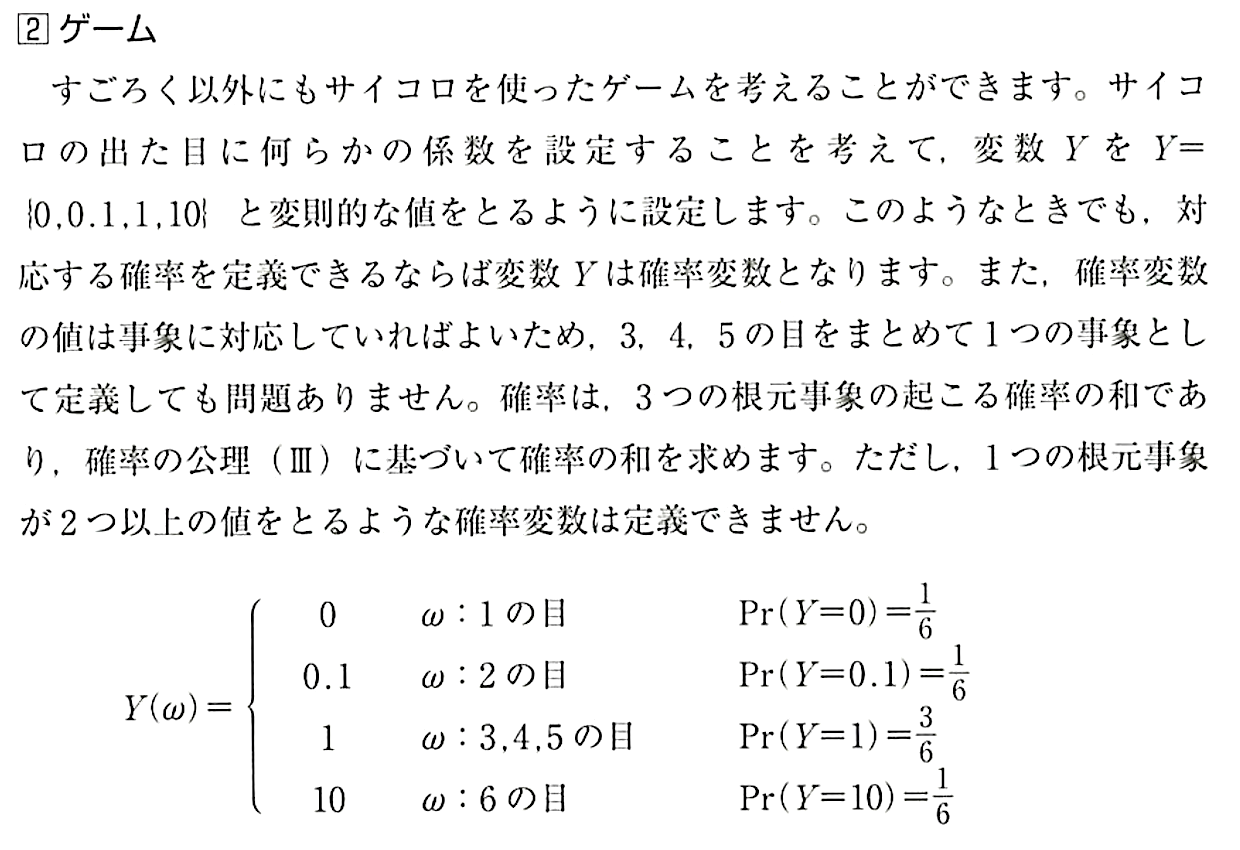 2 ゲーム
すごろく以外にもサイコロを使ったゲームを考えることができます。サイコ
ロの出た目に何らかの係数を設定することを考えて，変数 Y を Y=
{0,0.1,1,10} と変則的な値をとるように設定します。このようなときでも，対
応する確率を定義できるならば変数 Y は確率変数となります。また，確率変数
の値は事象に対応していればよいため，3，4，5の目をまとめて1つの事象とし
て定義しても問題ありません。確率は，3つの根元事象の起こる確率の和であ
り，確率の公理（Ⅲ）に基づいて確率の和を求めます。ただし，1つの根元事象
が2つ以上の値をとるような確率変数は定義できません。
Y(ω)=
0 ω：1の目 Pr(Y=0)=1/6
0.1 ω：2の目 Pr(Y=0.1)=1/6
1 ω：3,4,5の目 Pr(Y=1)=3/6
10 ω：6の目 Pr(Y=10)=1/6